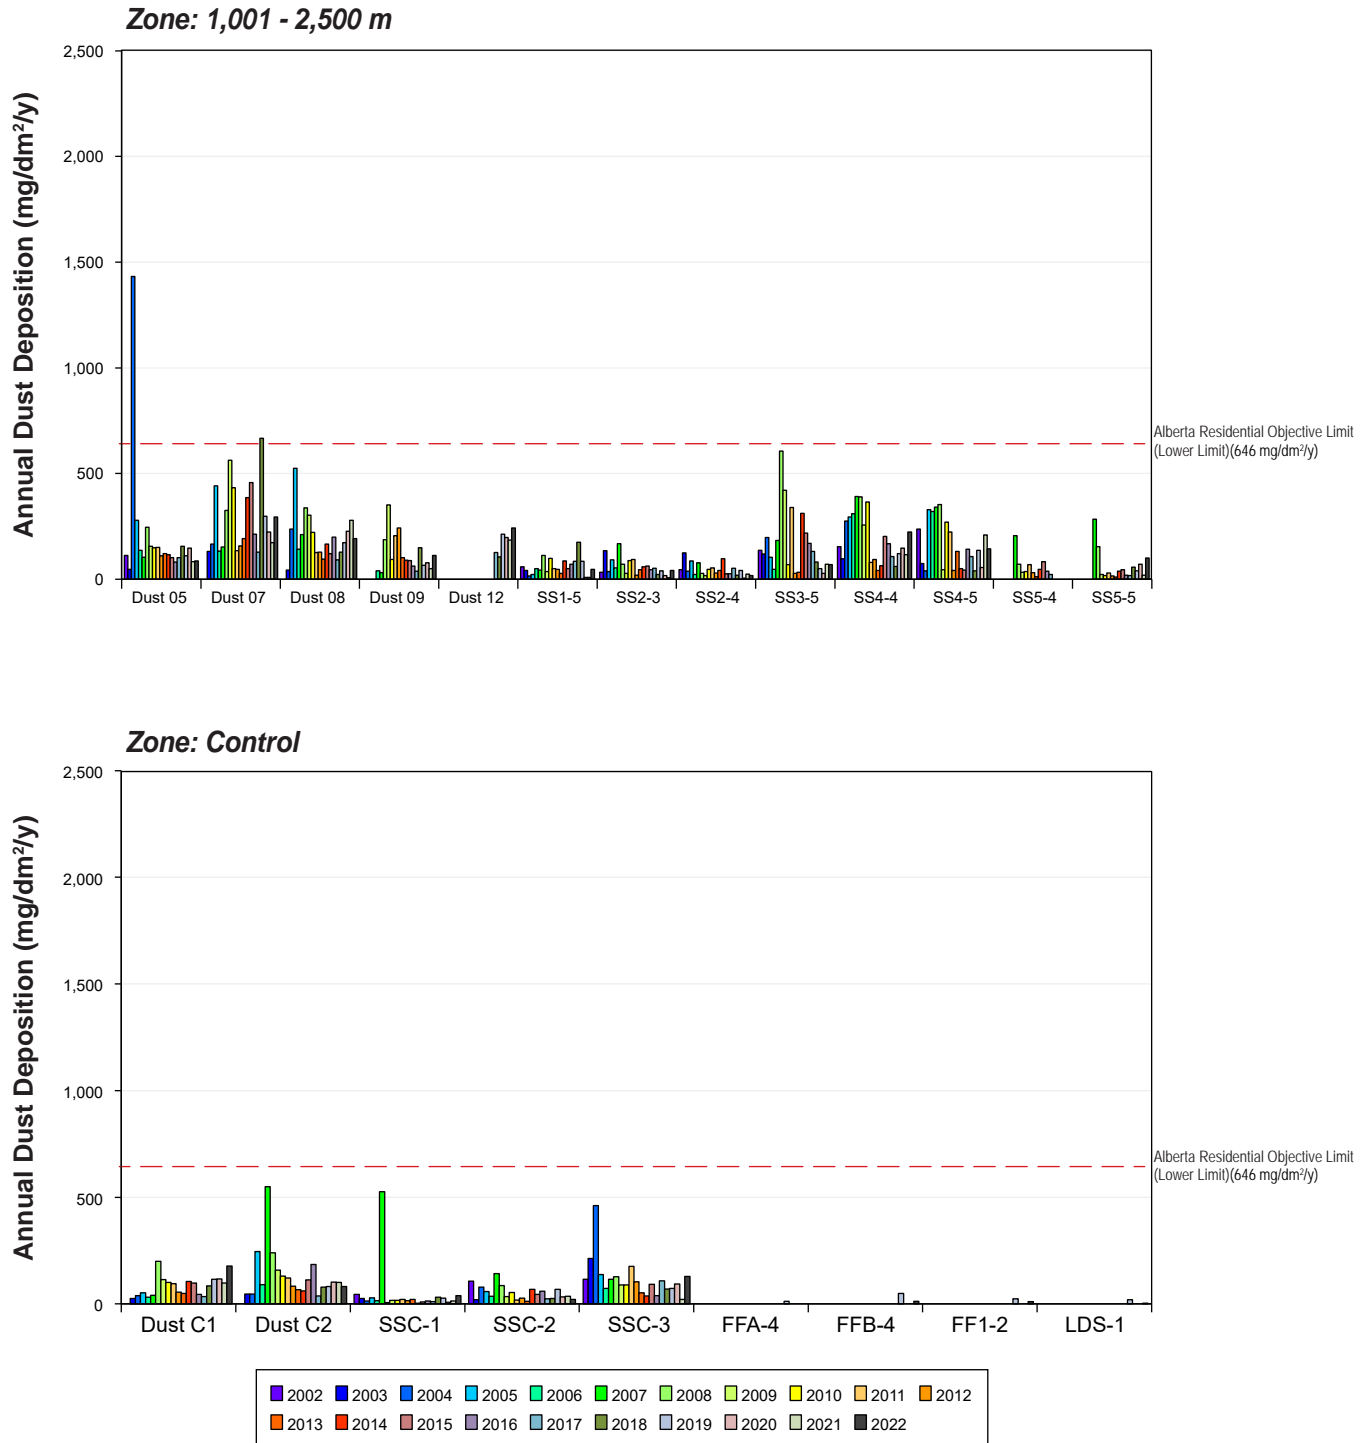 Zone: 1,001 - 2,500 m
Annual Dust Deposition (mg/dm²/y)
2,500
2,000
1,500
1,000
500
0
Alberta Residential Objective Limit
(Lower Limit)(646 mg/dm²/y)
Dust 05 Dust 07 Dust 08 Dust 09 Dust 12 SS1-5 SS2-3 SS2-4 SS3-5 SS4-4 SS4-5 SS5-4 SS5-5
Zone: Control
Annual Dust Deposition (mg/dm²/y)
2,500
2,000
1,500
1,000
500
0
Alberta Residential Objective Limit
(Lower Limit)(646 mg/dm²/y)
Dust C1 Dust C2 SSC-1 SSC-2 SSC-3 FFA-4 FFB-4 FF1-2 LDS-1
2002 2003 2004 2005 2006 2007 2008 2009 2010 2011 2012
2013 2014 2015 2016 2017 2018 2019 2020 2021 2022